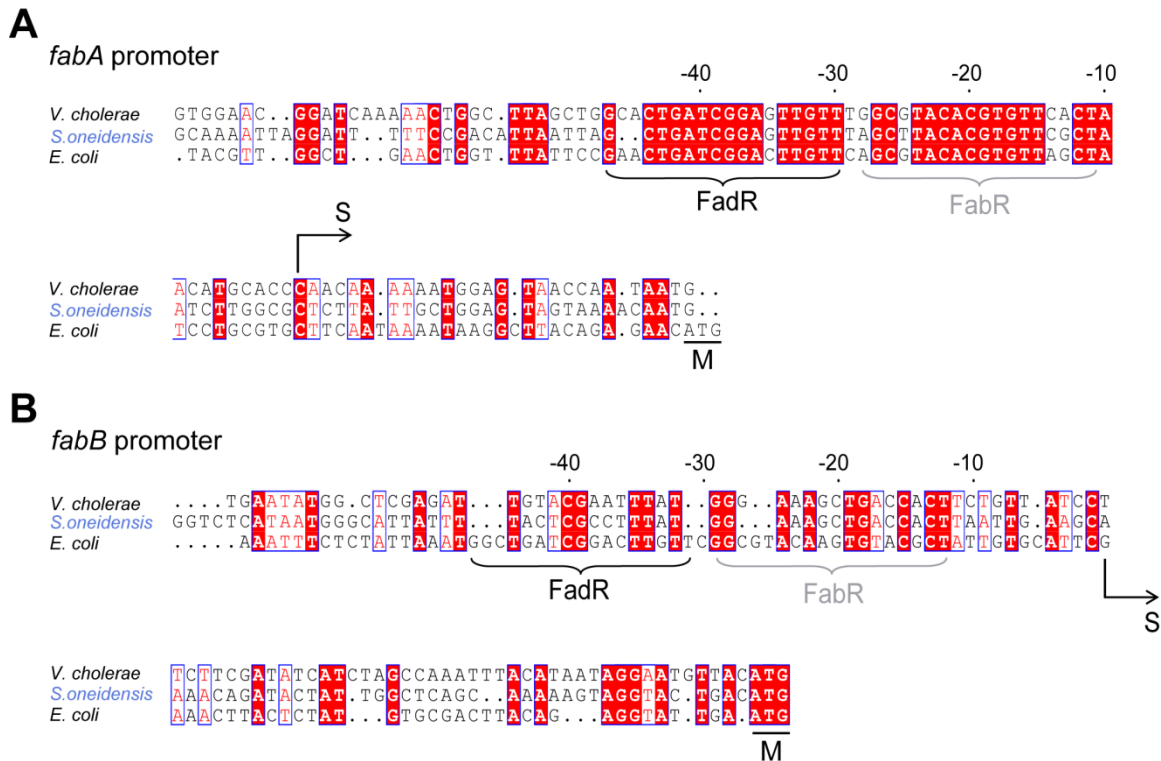 A
fabA promoter
-40 -30 -20 -10
V. cholerae GTGGAAC..GGATCAAAAACTGGC.TTAGCTGGCACTGATCGGAGTTGTTTGGCGTACACGTGTTCACTA
S.oneidensis GCAAAATTAGGATT..TTTCCGACATTAATTAG..CTGATCGGAGTTGTTTAGCTTACACGTGTTCGCTA
E. coli .TACGTT..GGCT...GAACTGGT.TTATTCCGAACTGATCGGACTTGTTCAGCGTACACGTGTTAGCTA
FadR FabR
S
V. cholerae ACATGCACCCAACAA.AAAATGGAG.TAACCAA.TAATG..
S.oneidensis ATCTTGGCGCTCTTA.TTGCTGGAG.TAGTAAAACAATG..
E. coli TCCTGCGTGCTTCAATAAAATAAGGCTTACAGA.GAACATG
M
B
fabB promoter
-40 -30 -20 -10
V. cholerae ....TGAATATGG.CTCGAGAT...TGTACGAATTTAT..GGG..AAAGCTGACCACTTCTGTT.ATCCT
S.oneidensis GGTCTCATAATGGGCATTATTT...TACTCGCCTTTAT..GG...AAAGCTGACCACTTAATTG.AAGCA
E. coli .....AAATTTCTCTATTAAATGGCTGATCGGACTTGTTCGGCGTACAAGTGTACGCTATTGTGCATTCG
FadR FabR
S
V. cholerae TCTTCGATATCATCTAGCCAAATTTACATAATAGGAATGTTACATG
S.oneidensis AAACAGATACTAT.TGGCTCAGC..AAAAAGTAGGTAC.TGACATG
E. coli AAACTTACTCTAT...GTGCGACTTACAG...AGGTAT.TGA.ATG
M